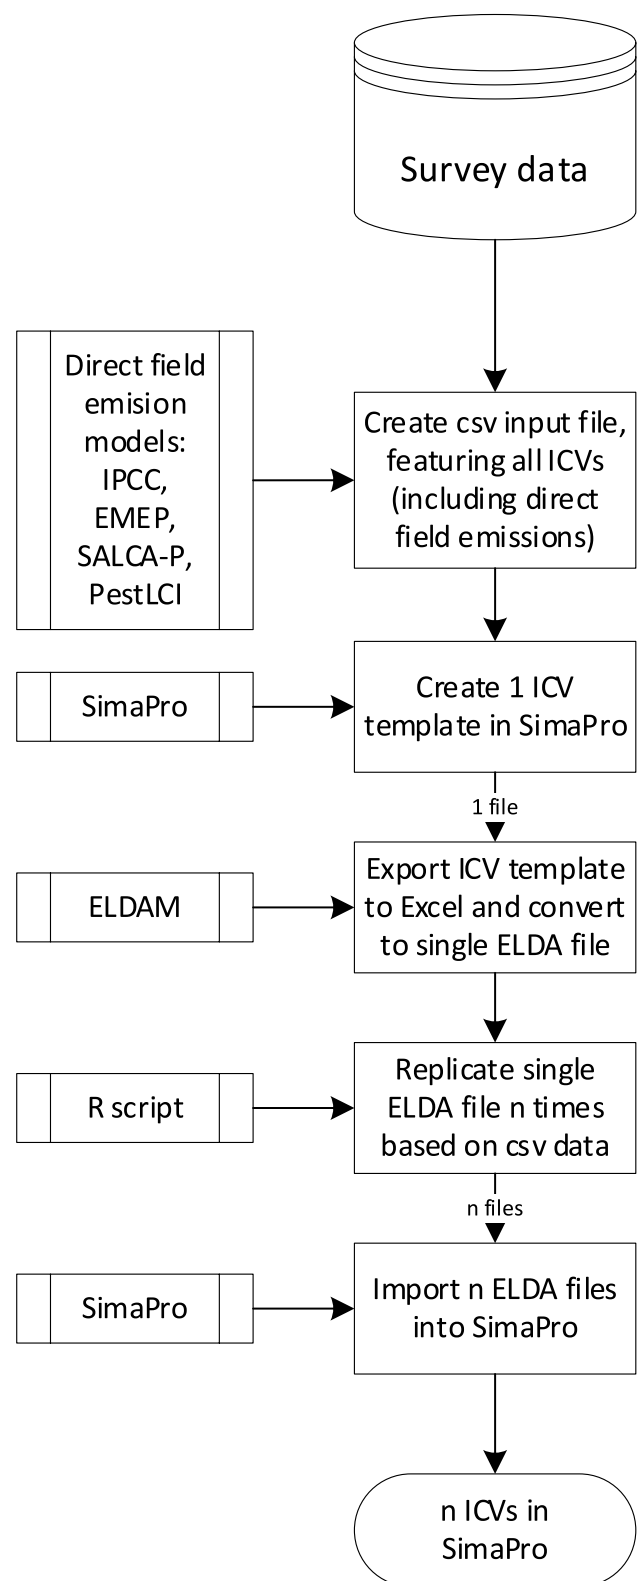 Survey data
Direct field
emision
models:
IPCC,
EMEP,
SALCA-P,
PestLCI
Create csv input file,
featuring all ICVs
(including direct
field emissions)
SimaPro
Create 1 ICV
template in SimaPro
1 file
ELDAM
Export ICV template
to Excel and convert
to single ELDA file
R script
Replicate single
ELDA file n times
based on csv data
n files
SimaPro
Import n ELDA files
into SimaPro
n ICVs in
SimaPro